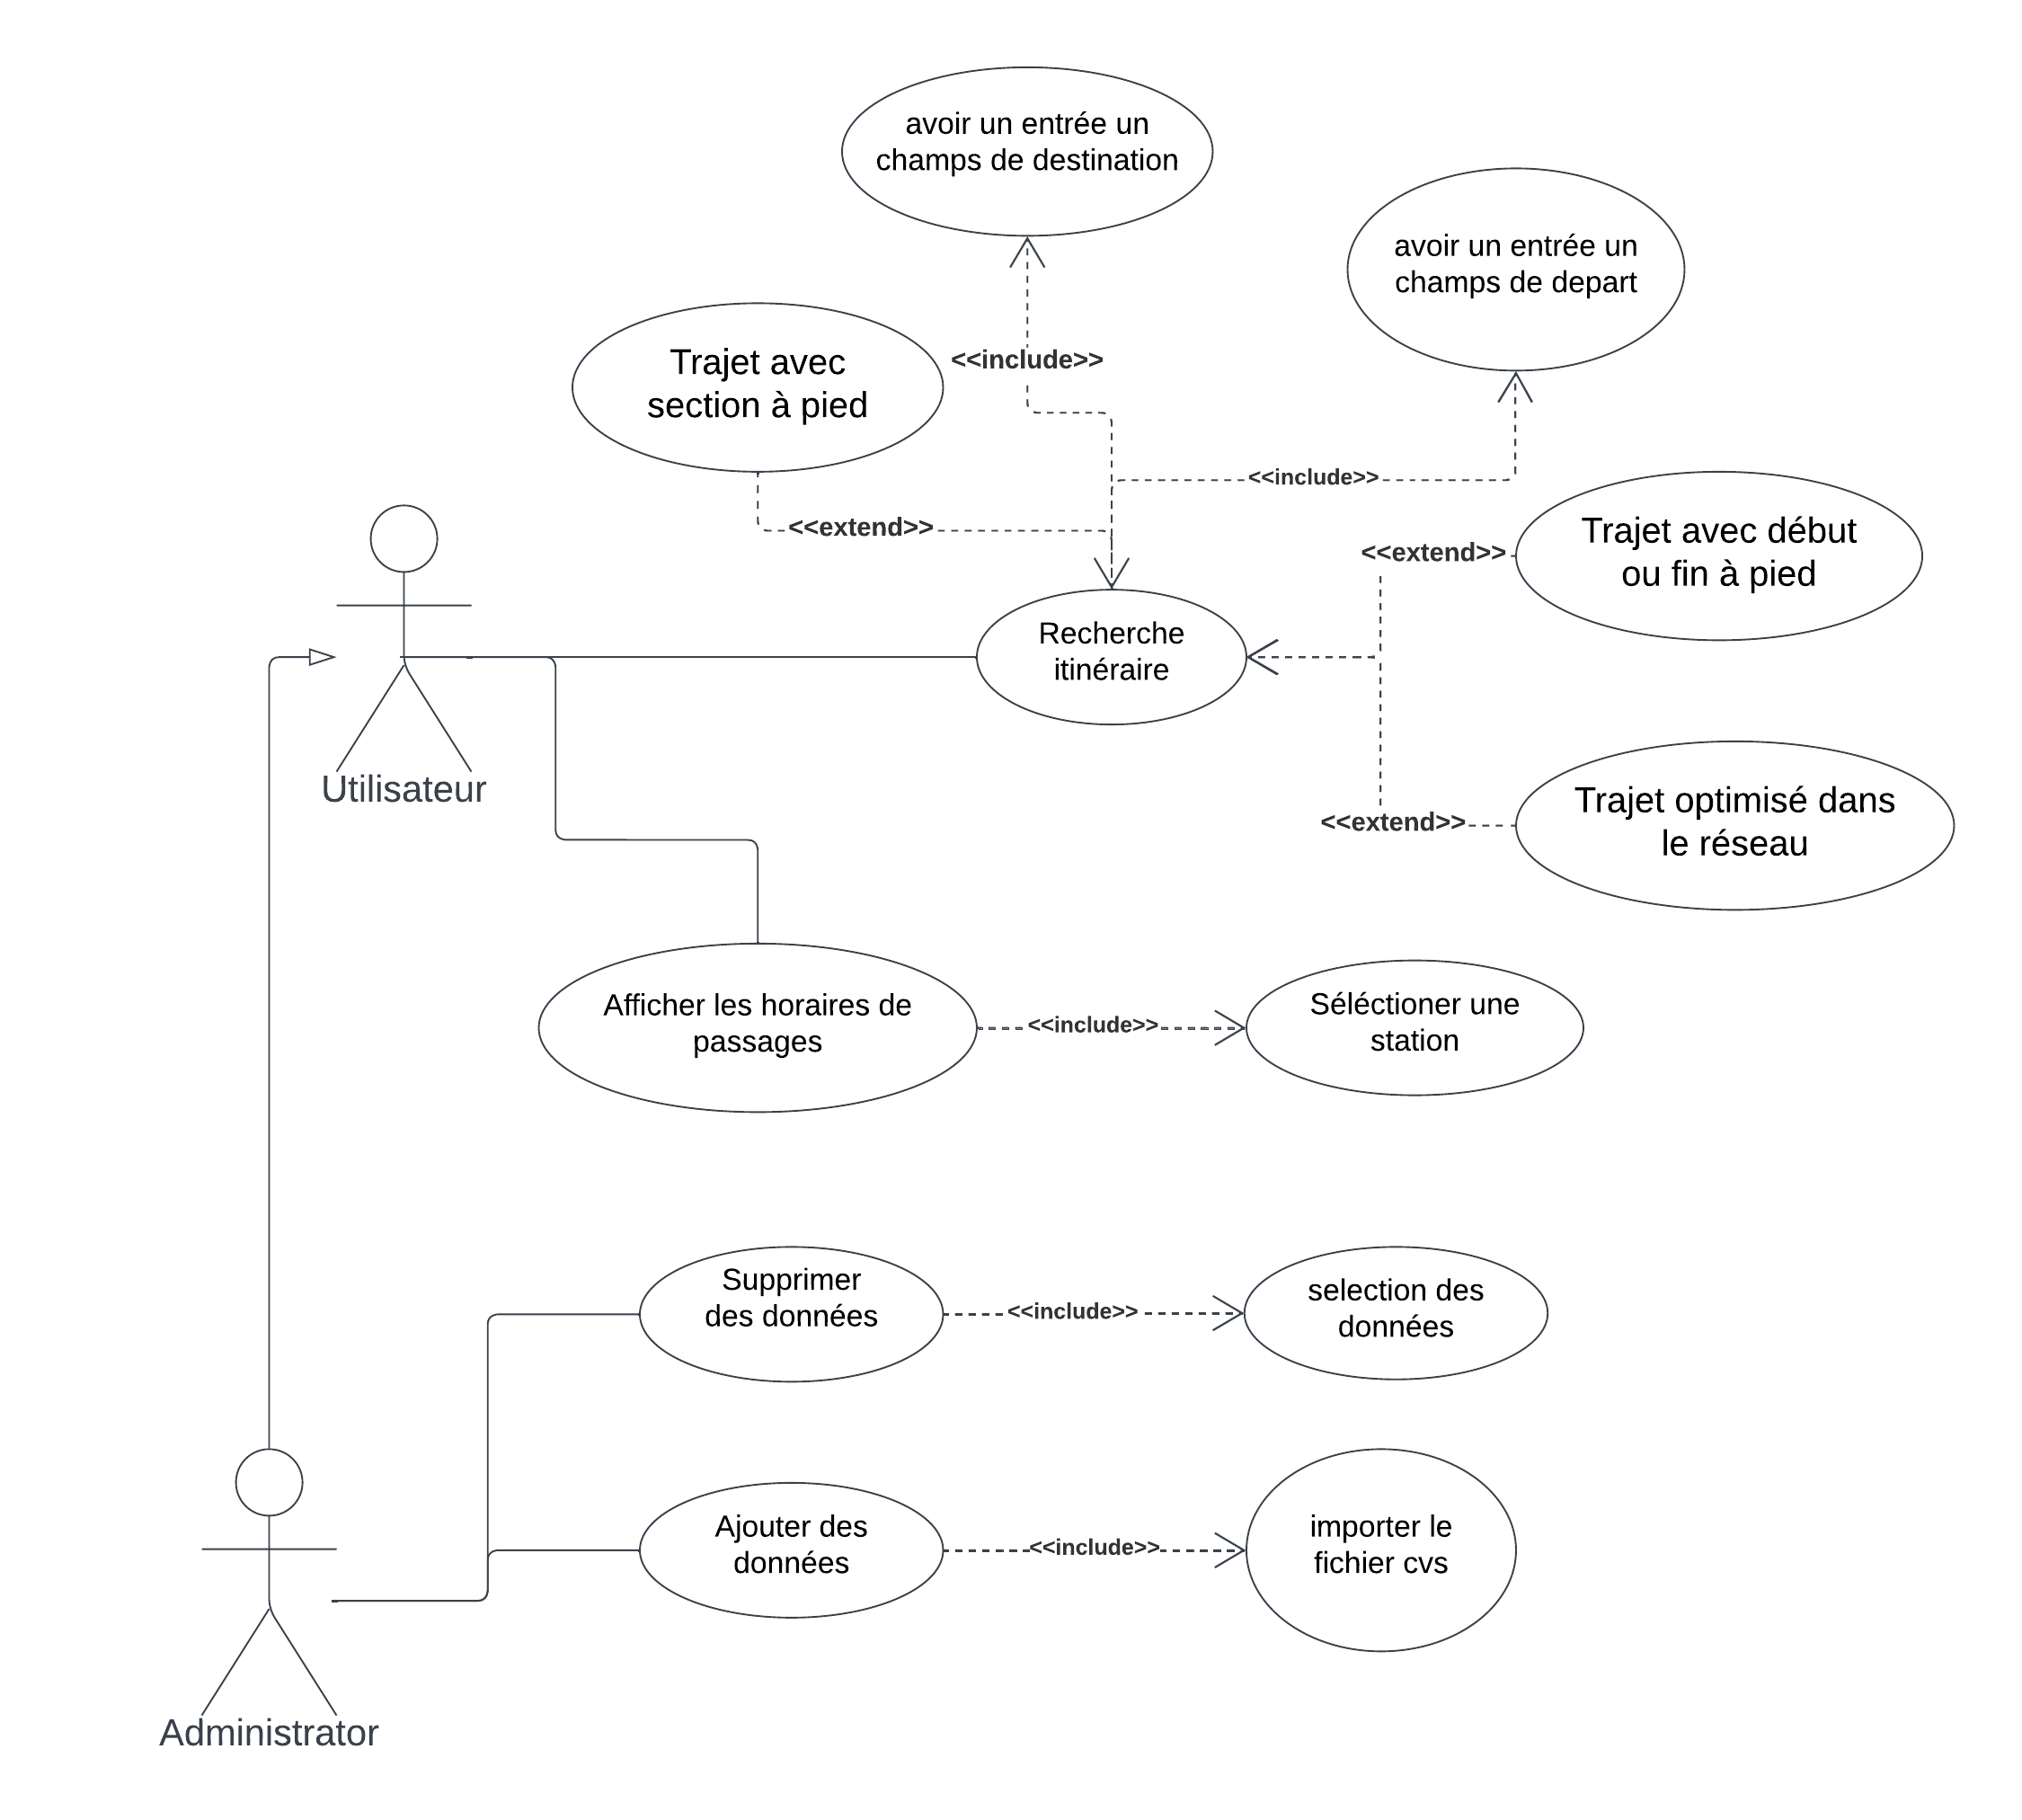 avoir un entrée un
champs de destination
avoir un entrée un
champs de depart
Trajet avec
section à pied
<<include>>
<<include>>
<<extend>>
<<extend>>
Trajet avec début
ou fin à pied
Recherche
itinéraire
Utilisateur
<<extend>>
Trajet optimisé dans
le réseau
Afficher les horaires de
passages
<<include>>
Séléctioner une
station
Supprimer
des données
<<include>>
selection des
données
Ajouter des
données
<<include>>
importer le
fichier cvs
Administrator